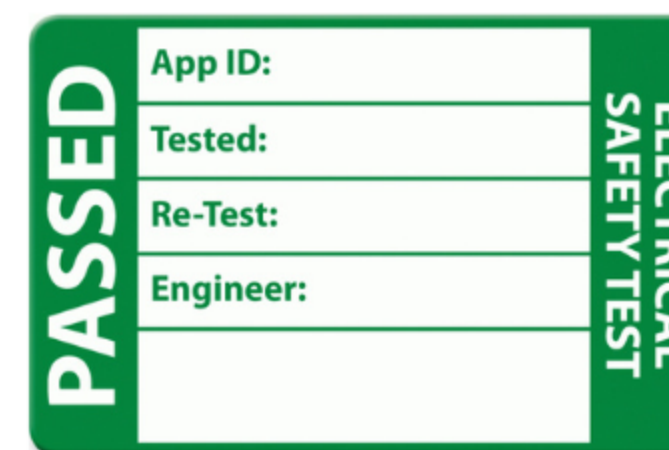 PASSED
App ID:
Tested:
Re-Test:
Engineer:
ELECTRICAL
SAFETY TEST